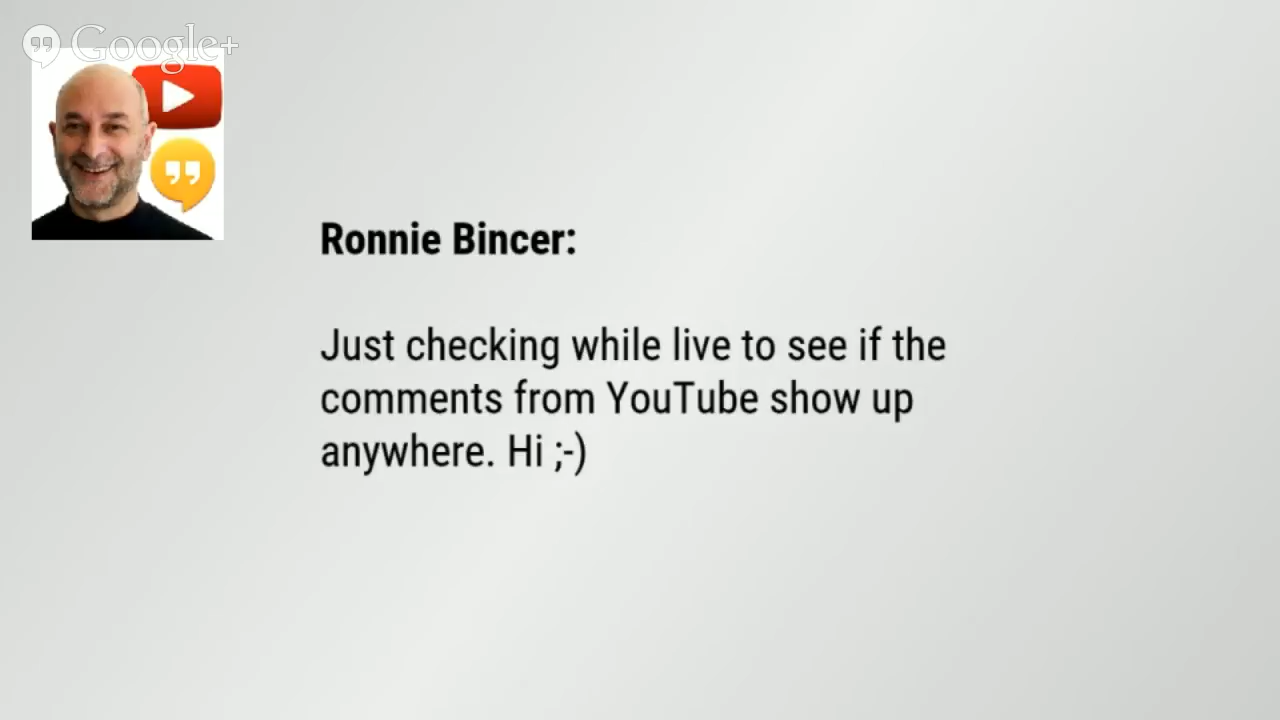 Google+
Ronnie Bincer:
Just checking while live to see if the
comments from YouTube show up
anywhere. Hi ;-)